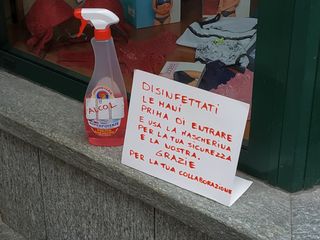 ALCOL
DISINFETTATI
LE MANI
PRIMA DI ENTRARE
E USA LA MASCHERINA
PER LA TUA SICUREZZA
E LA NOSTRA.
GRAZIE
PER LA TUA COLLABORAZIONE